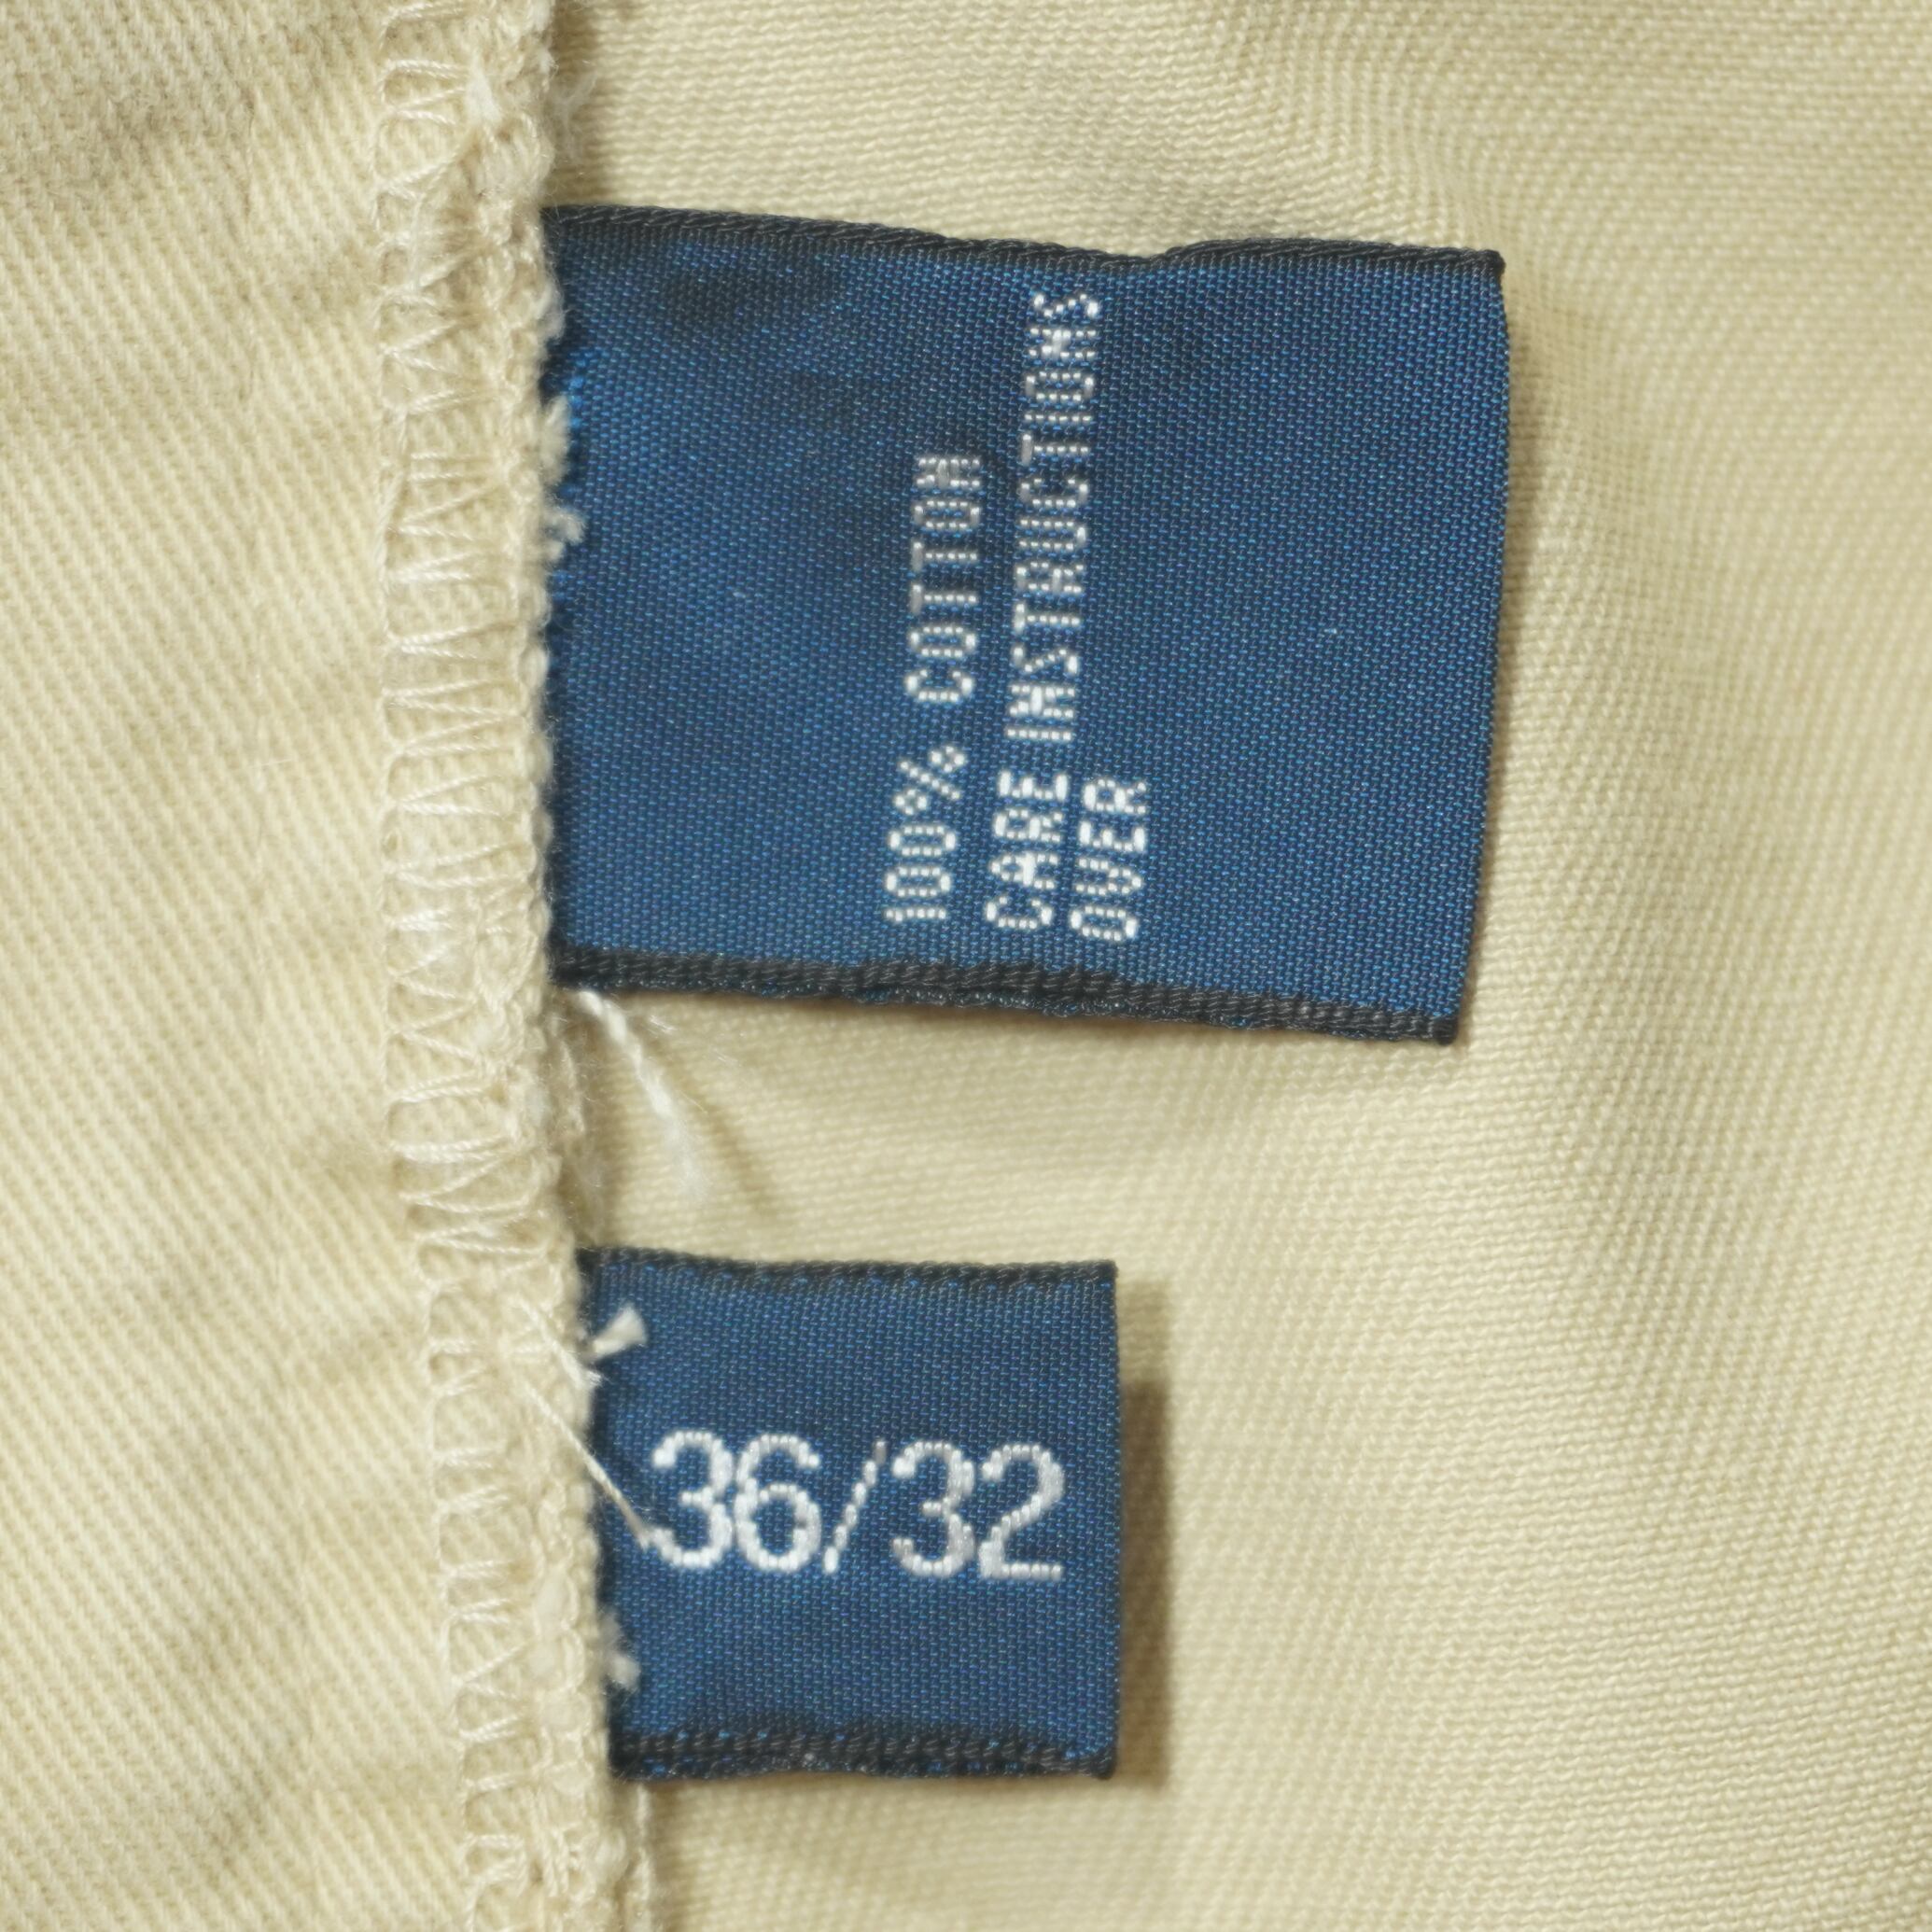 100% COTTON
CARE INSTRUCTIONS
OVER
36/32